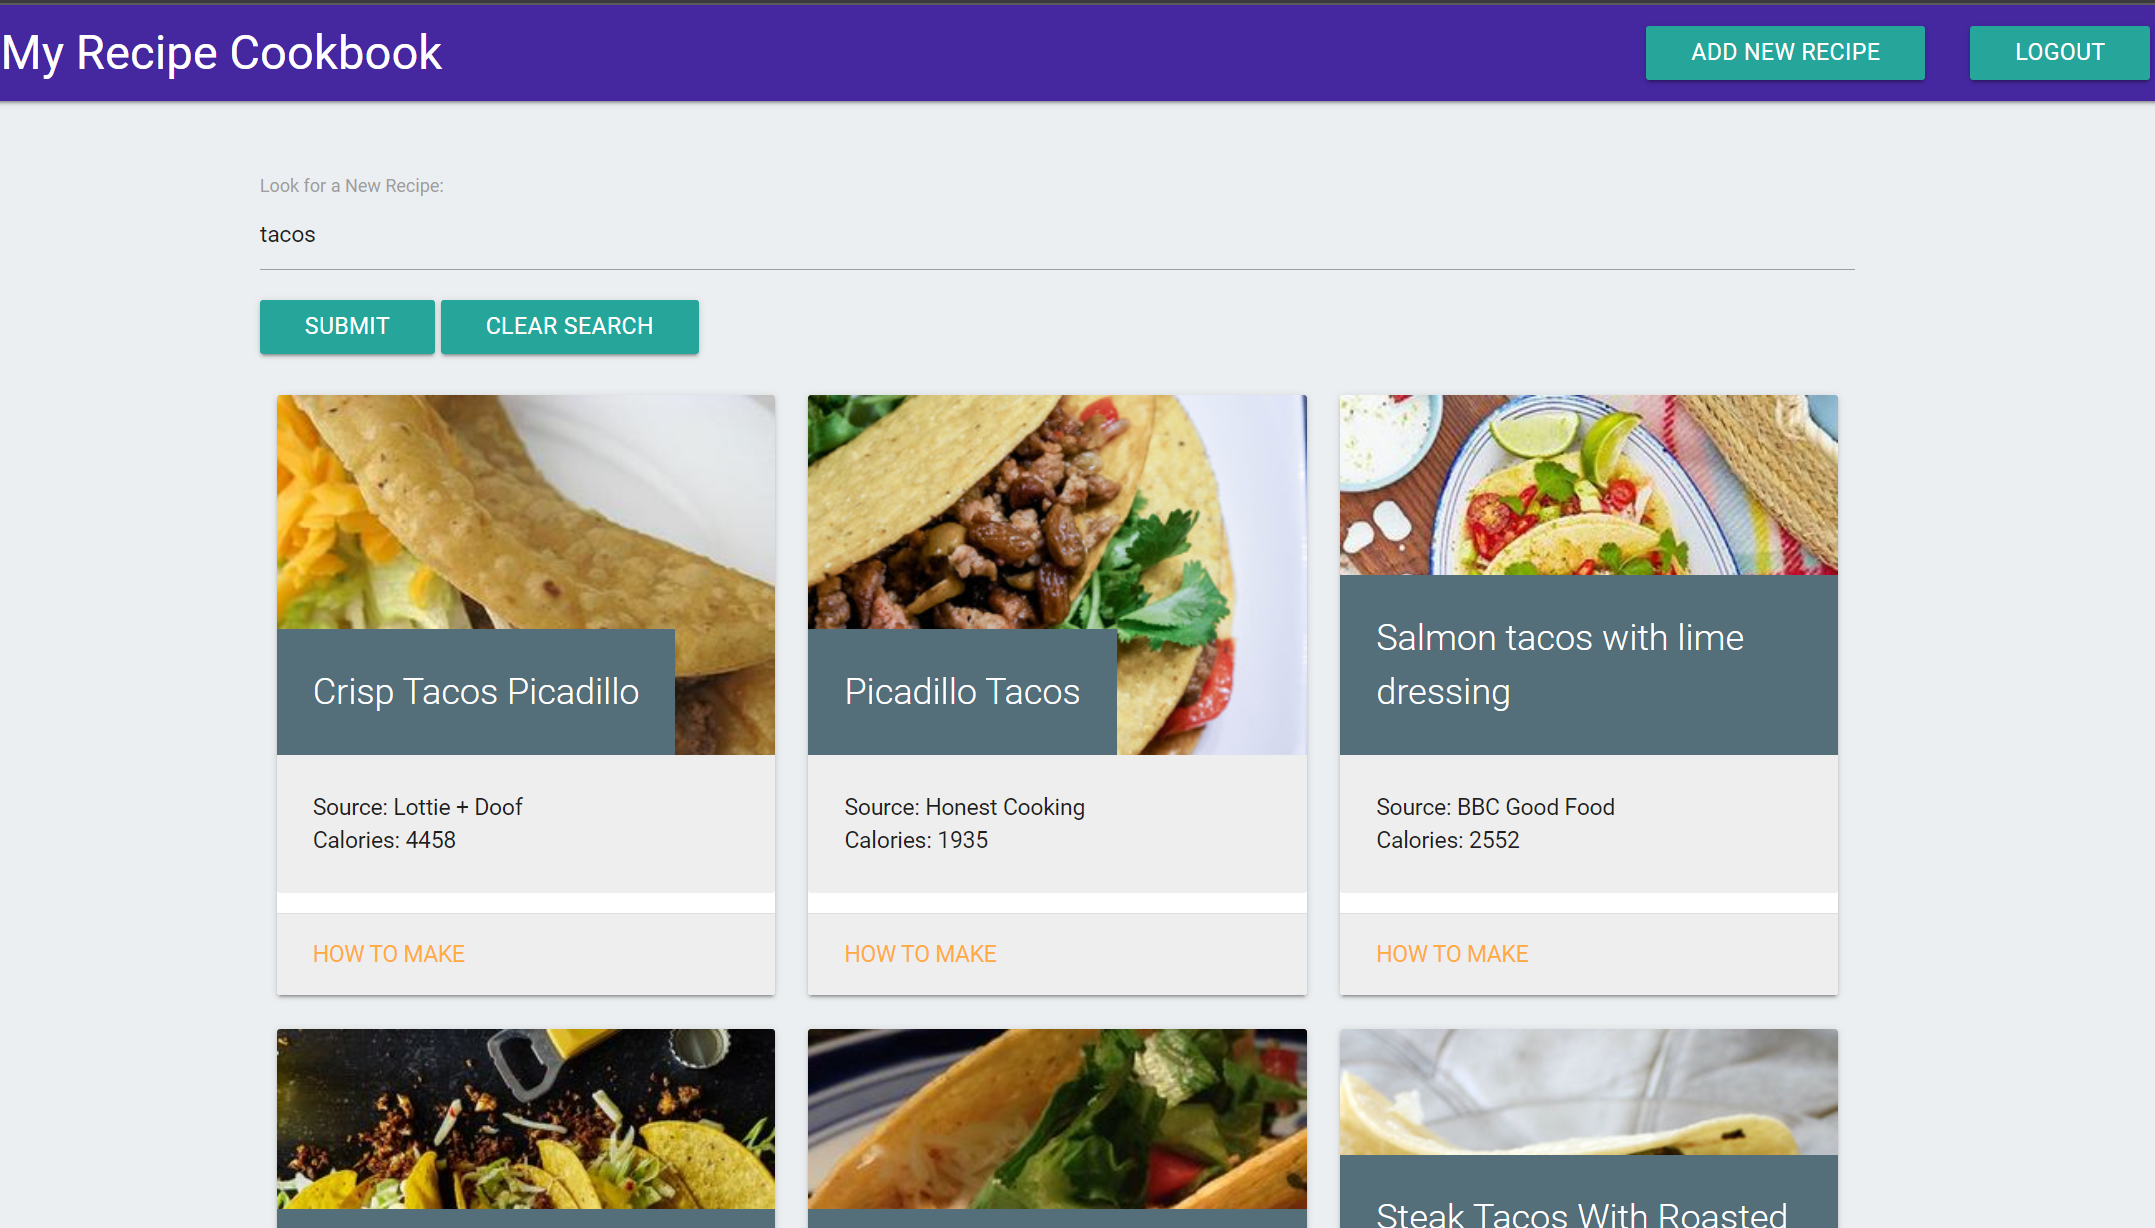 My Recipe Cookbook
ADD NEW RECIPE
LOGOUT
Look for a New Recipe:
tacos
SUBMIT
CLEAR SEARCH
Crisp Tacos Picadillo
Source: Lottie + Doof
Calories: 4458
HOW TO MAKE
Picadillo Tacos
Source: Honest Cooking
Calories: 1935
HOW TO MAKE
Salmon tacos with lime
dressing
Source: BBC Good Food
Calories: 2552
HOW TO MAKE
Steak Tacos With Roasted